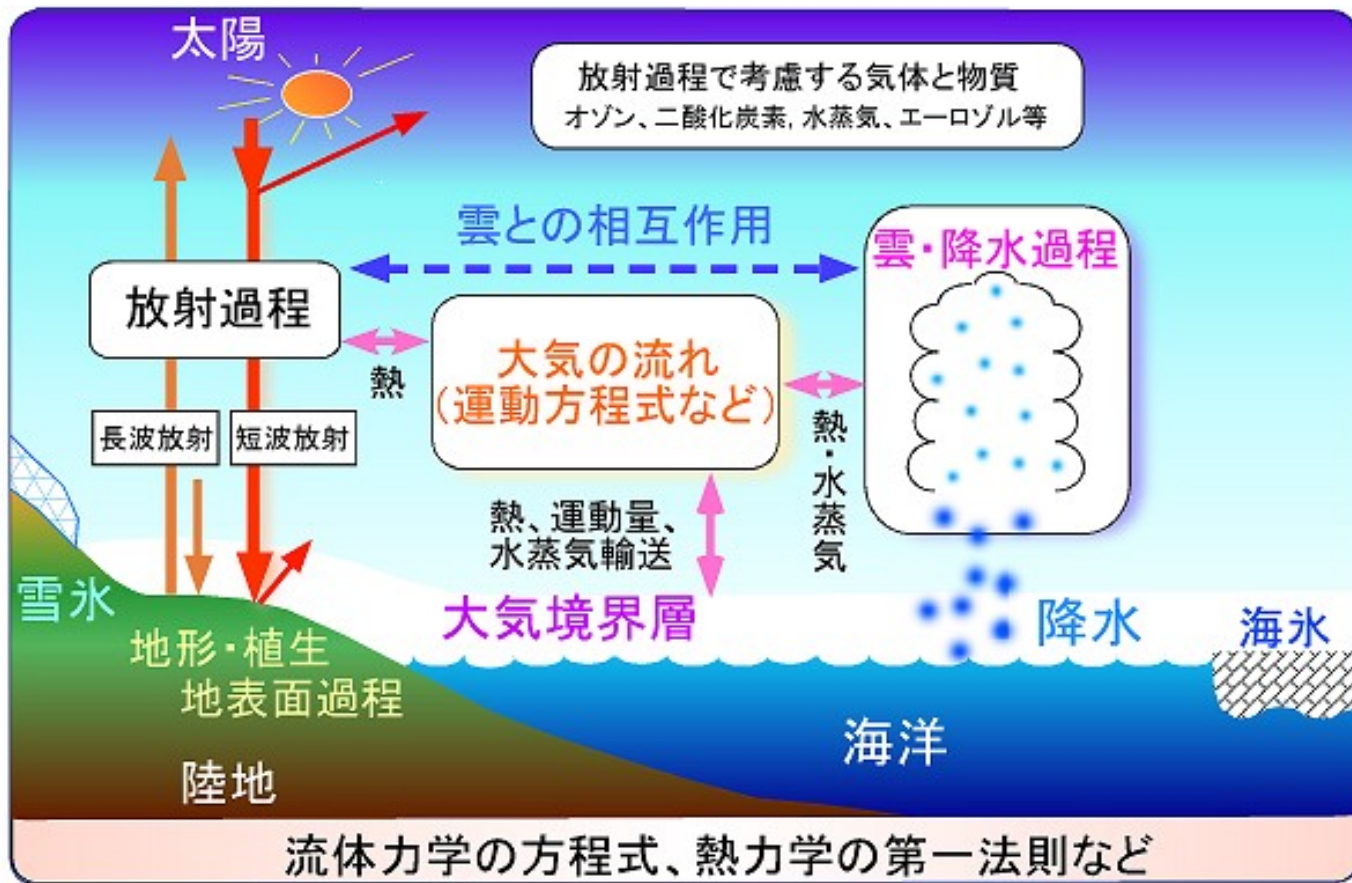 太陽
放射過程で考慮する気体と物質
オゾン、二酸化炭素, 水蒸気、エーロゾル等
雲との相互作用
雲・降水過程
放射過程
大気の流れ
(運動方程式など)
熱
熱・水蒸気
長波放射
短波放射
熱、運動量、
水蒸気輸送
大気境界層
雪氷
降水
海氷
地形・植生
地表面過程
海洋
陸地
流体力学の方程式、熱力学の第一法則など